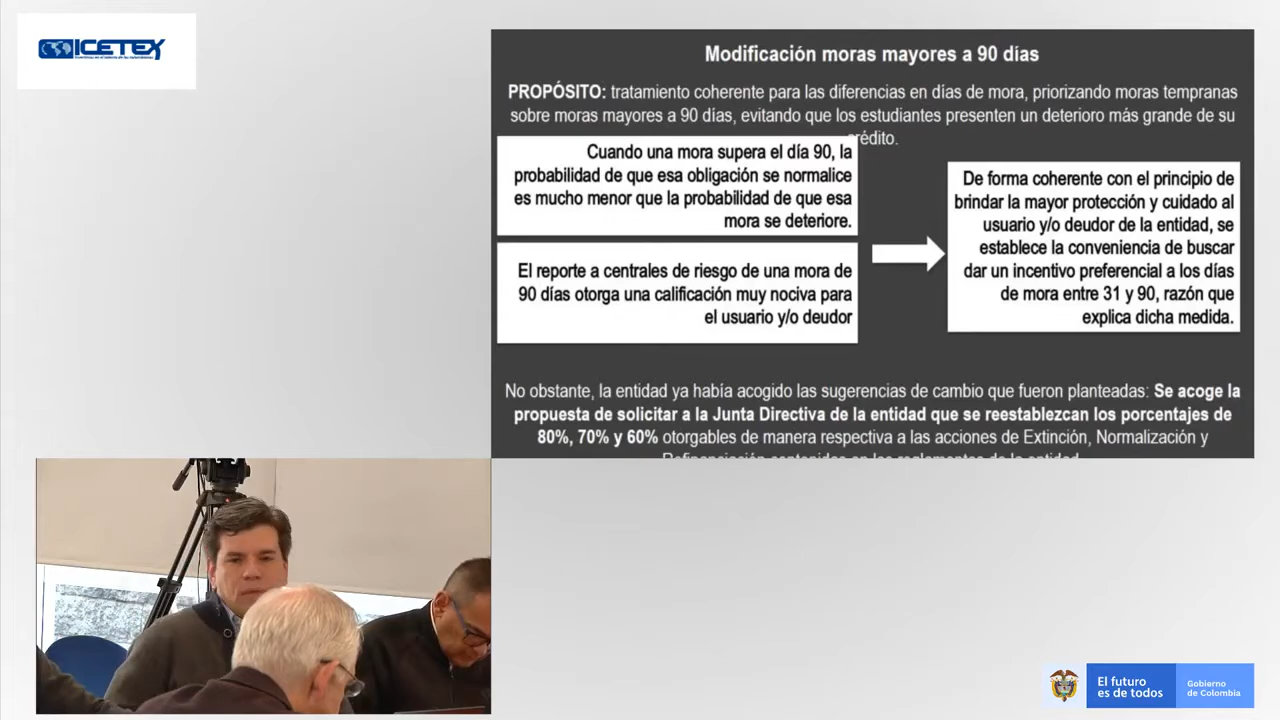 ICETEX
Modificación moras mayores a 90 días
PROPÓSITO: tratamiento coherente para las diferencias en días de mora, priorizando moras tempranas
sobre moras mayores a 90 días, evitando que los estudiantes presenten un deterioro más grande de su
crédito.
Cuando una mora supera el día 90, la
probabilidad de que esa obligación se normalice
es mucho menor que la probabilidad de que esa
mora se deteriore.
El reporte a centrales de riesgo de una mora de
90 días otorga una calificación muy nociva para
el usuario y/o deudor
De forma coherente con el principio de
brindar la mayor protección y cuidado al
usuario y/o deudor de la entidad, se
establece la conveniencia de buscar
dar un incentivo preferencial a los días
de mora entre 31 y 90, razón que
explica dicha medida.
No obstante, la entidad ya había acogido las sugerencias de cambio que fueron planteadas: Se acoge la
propuesta de solicitar a la Junta Directiva de la entidad que se reestablezcan los porcentajes de
80%, 70% y 60% otorgables de manera respectiva a las acciones de Extinción, Normalización y
Refinanciación contenidas en los reglamentos de la entidad
El futuro
es de todos
Gobierno
de Colombia